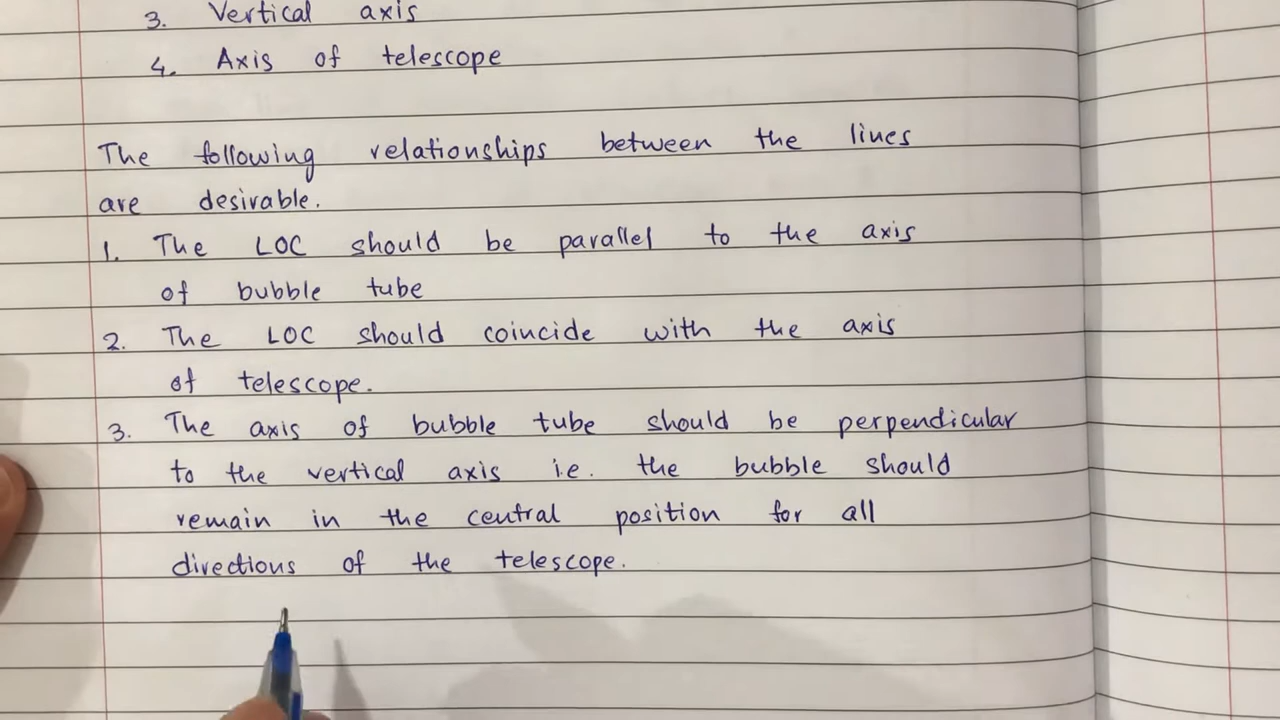 3. Vertical axis
4. Axis of telescope
The following relationships between the lines
are desirable.
1. The LOC should be parallel to the axis
of bubble tube
2. The LOC should coincide with the axis
of telescope.
3. The axis of bubble tube should be perpendicular
to the vertical axis i.e. the bubble should
remain in the central position for all
directions of the telescope.